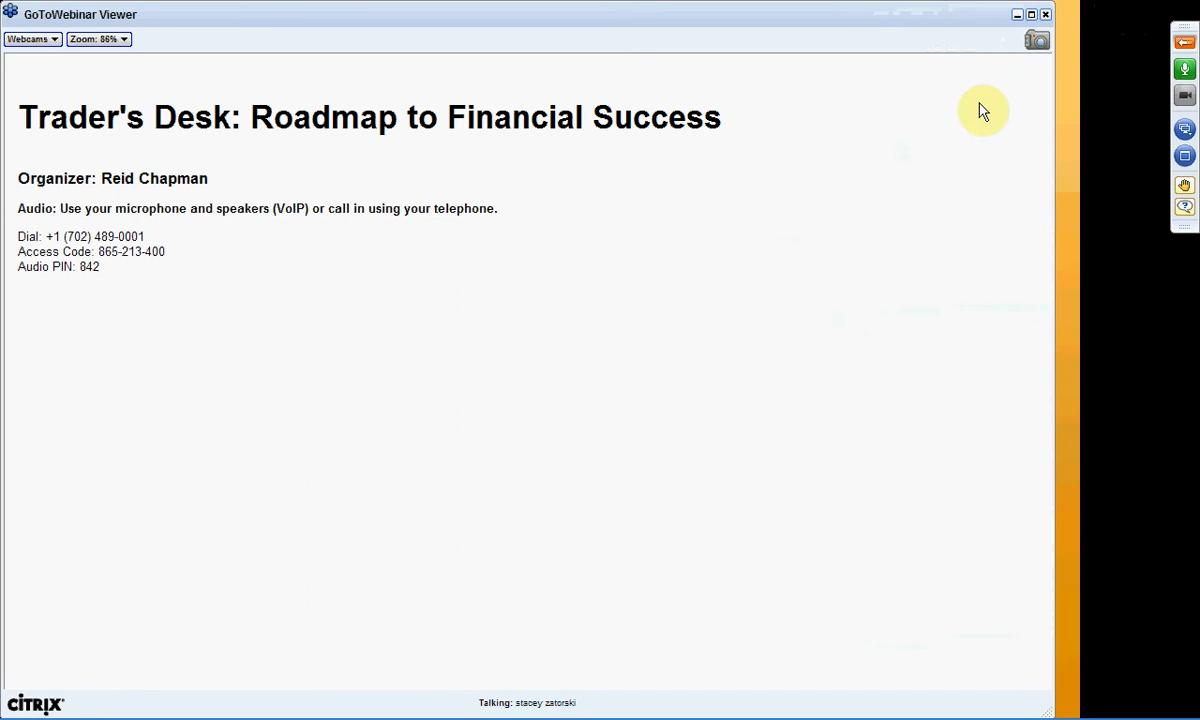 GoToWebinar Viewer
Webcams
Zoom: 86%
Trader's Desk: Roadmap to Financial Success
Organizer: Reid Chapman
Audio: Use your microphone and speakers (VoIP) or call in using your telephone.
Dial: +1 (702) 489-0001
Access Code: 865-213-400
Audio PIN: 842
CITRIX
Talking: stacey zatorski